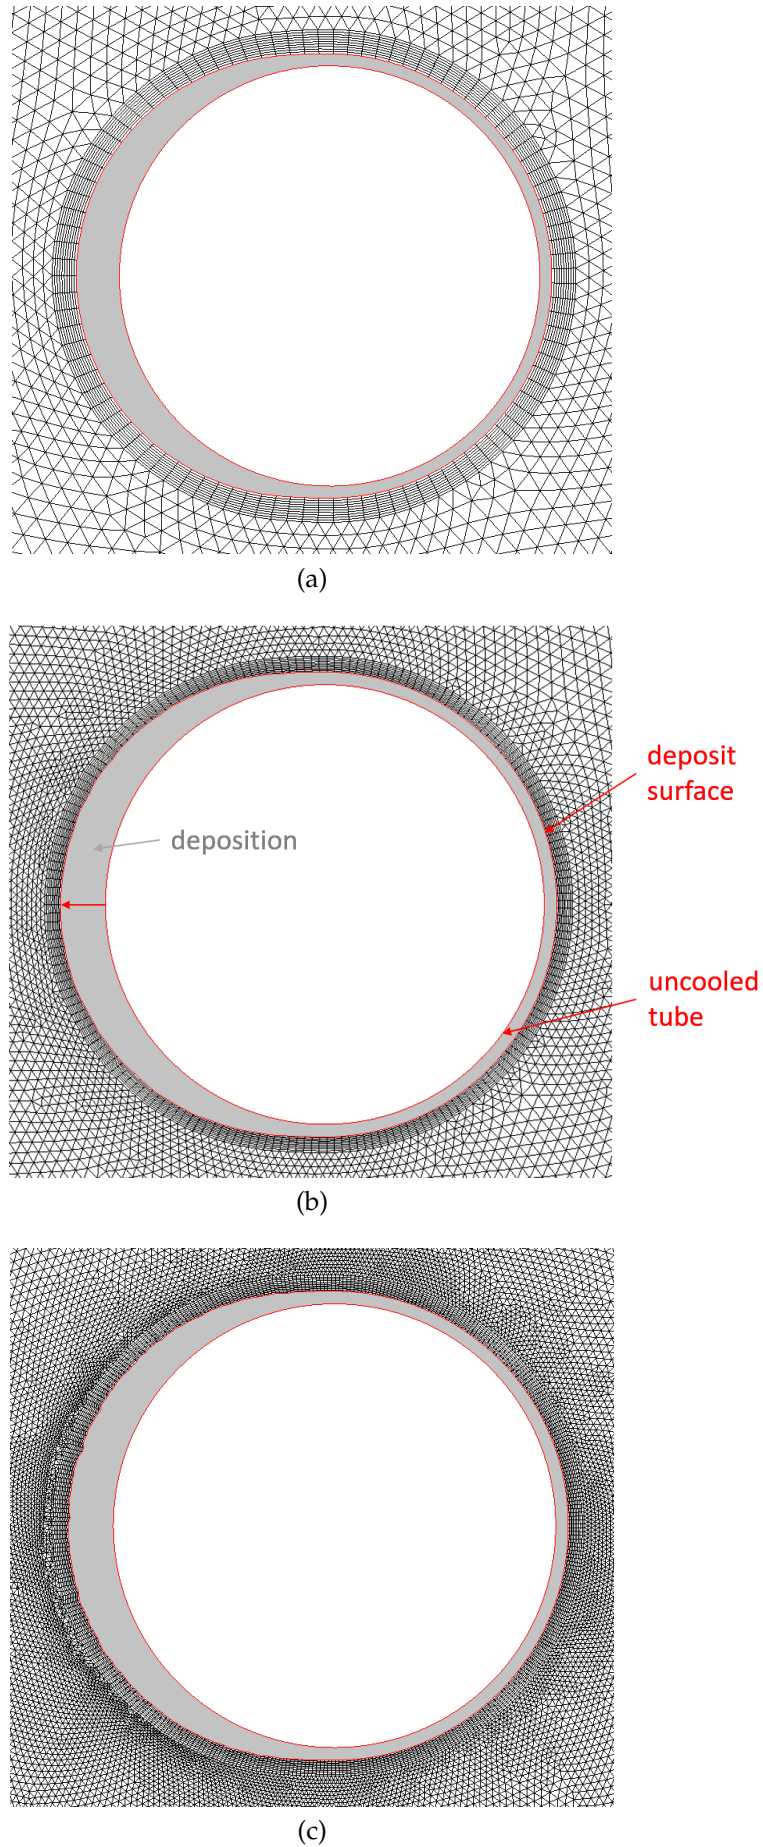 (a)
deposit
surface
deposition
uncooled
tube
(b)
(c)